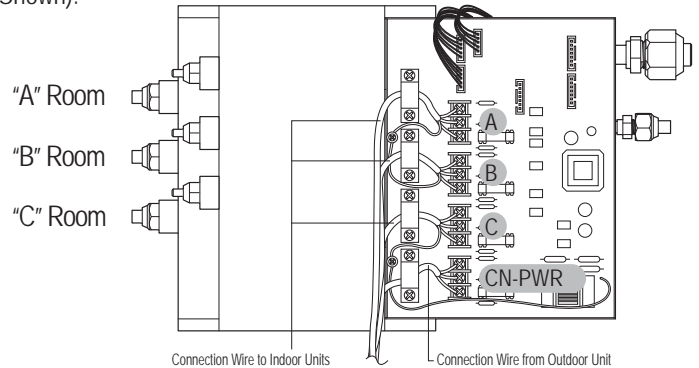 Shown).
"A" Room
"B" Room
"C" Room
A
B
C
CN-PWR
Connection Wire to Indoor Units
Connection Wire from Outdoor Unit